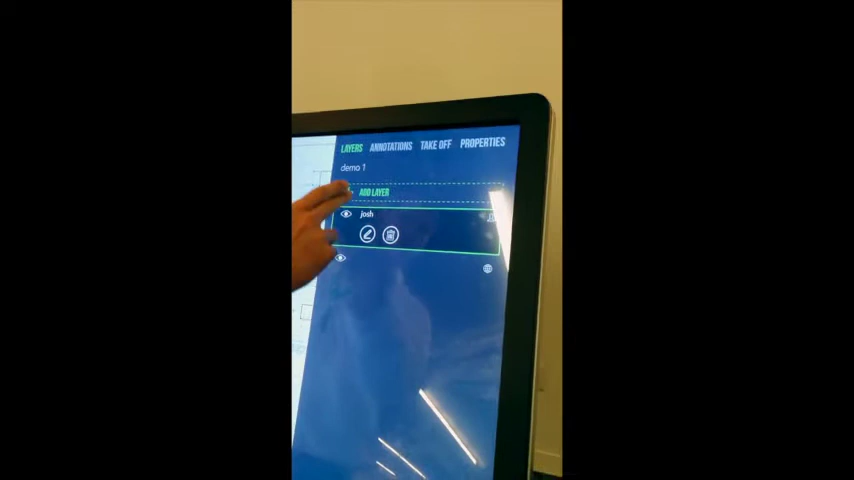 LAYERS ANNOTATIONS TAKE OFF PROPERTIES
demo 1
ADD LAYER
josh